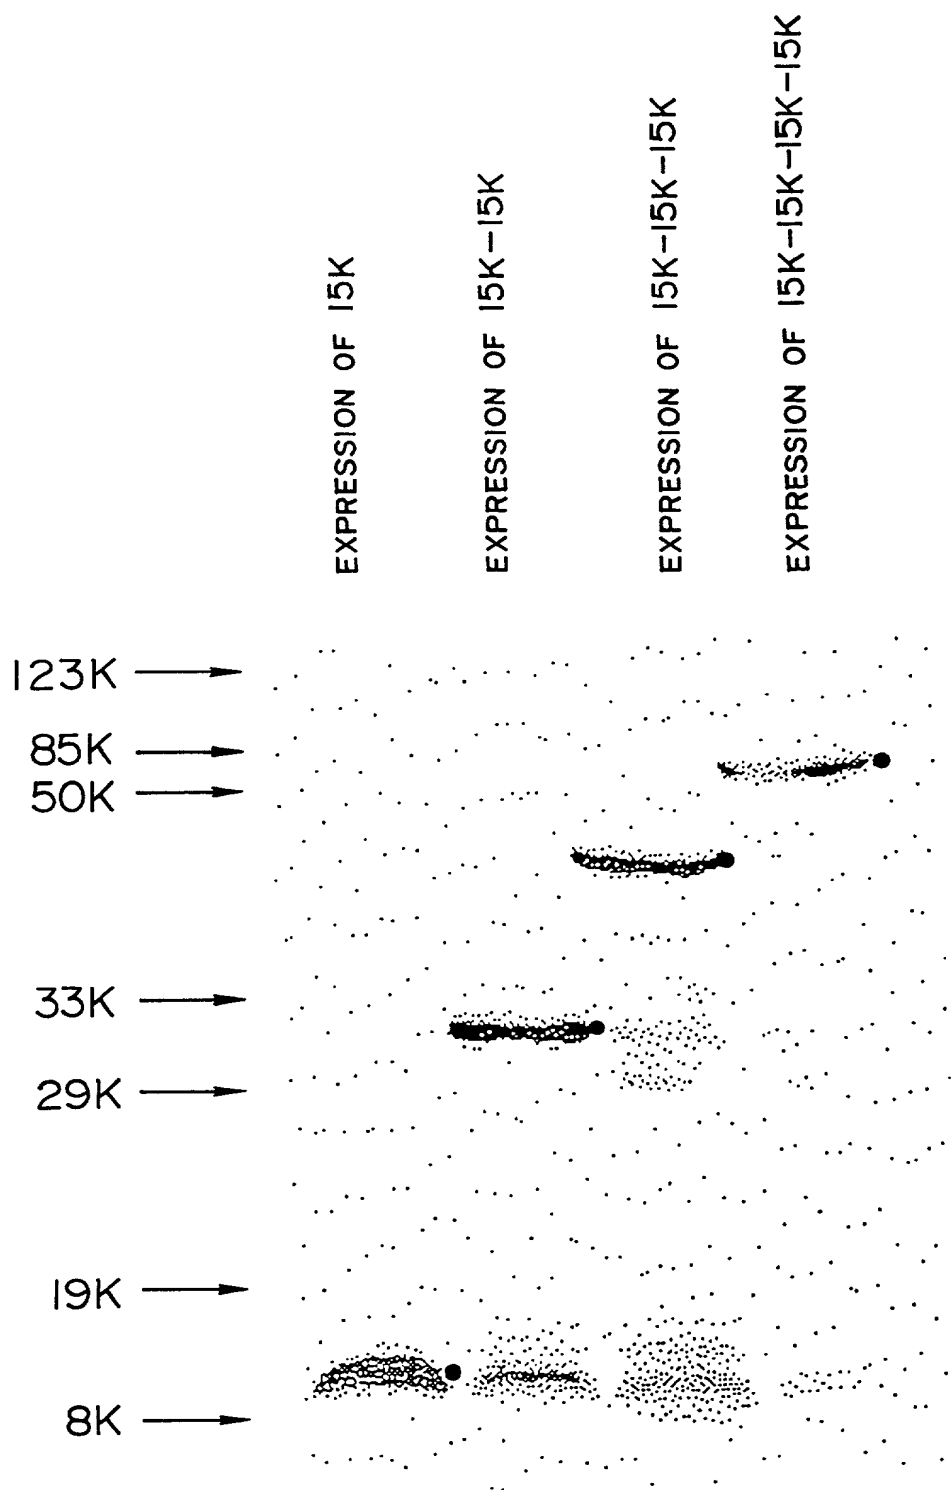 EXPRESSION OF 15K
EXPRESSION OF 15K-15K
EXPRESSION OF 15K-15K-15K
EXPRESSION OF 15K-15K-15K-15K
123K
85K
50K
33K
29K
19K
8K